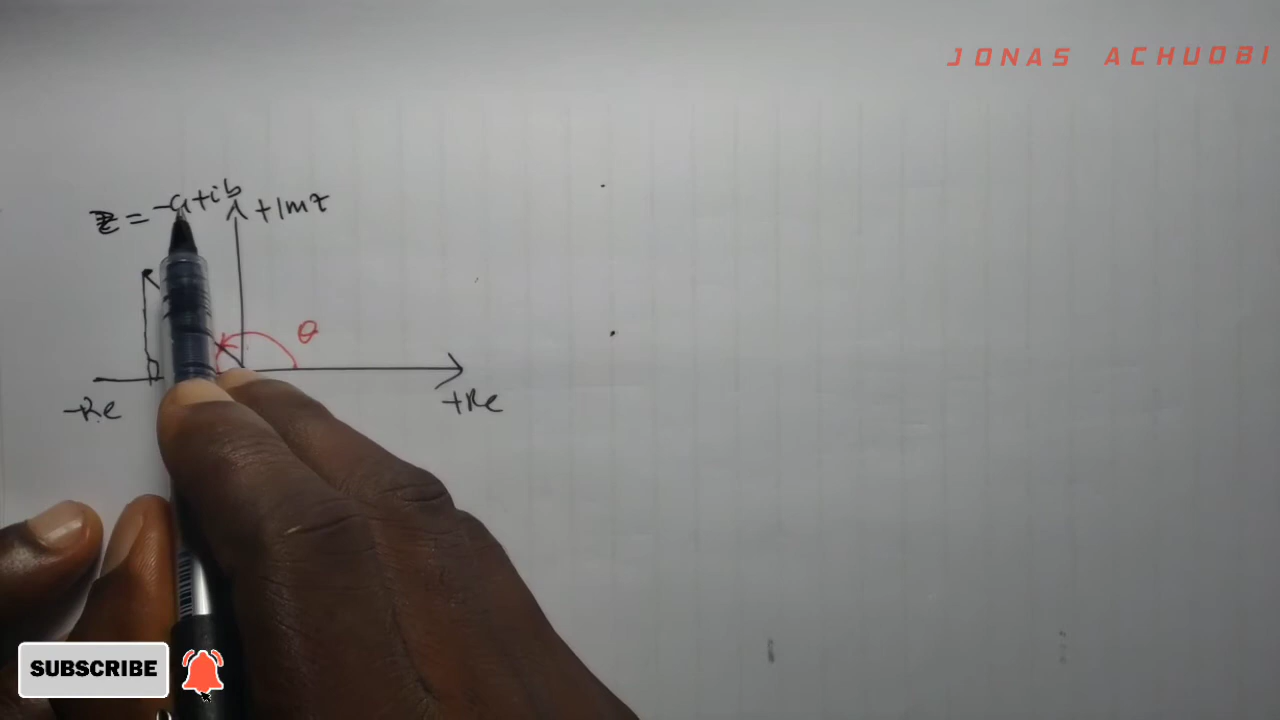 JONAS ACHUOBI
Z = -a+ib
+Imz
θ
-Re
+Re
SUBSCRIBE